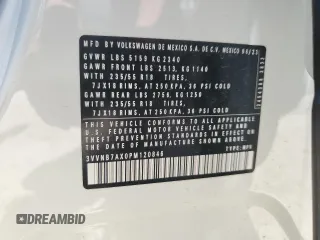 MFD BY VOLKSWAGEN DE MEXICO S.A. DE C.V. MEXICO 04/23
GVWR LBS 5159 KG 2340
GAWR FRONT LBS 2513, KG 1140
WITH 235/55 R18 TIRES,
7JX18 RIMS, AT 250 KPA, 36 PSI COLD
GAWR REAR LBS 2756, KG 1250
WITH 235/55 R18 TIRES,
7JX18 RIMS, AT 250 KPA, 36 PSI COLD
THIS VEHICLE CONFORMS TO ALL APPLICABLE
U.S. FEDERAL MOTOR VEHICLE SAFETY AND
THEFT PREVENTION STANDARDS IN EFFECT
ON THE DATE OF MANUFACTURE SHOWN ABOVE
3VVNB7AX0PM120846 TYPE: MPV
AUTOBIDMASTER